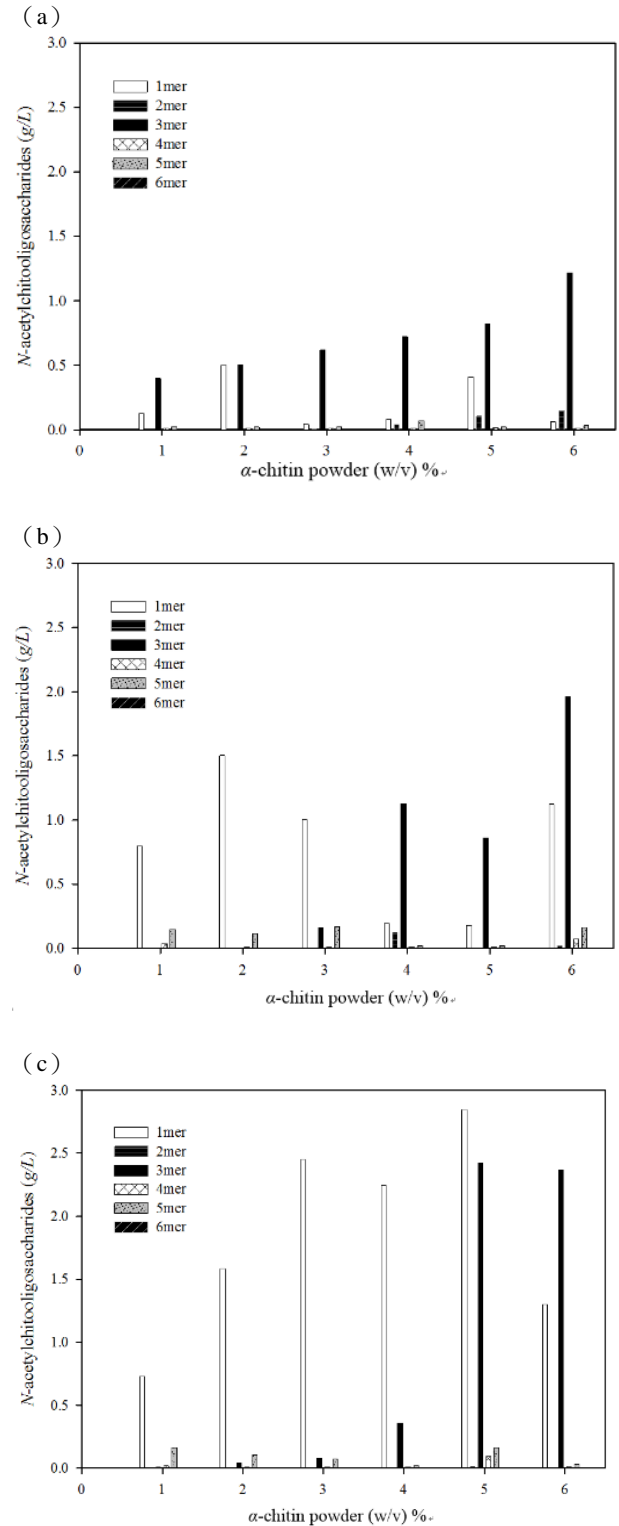 （a）
3.0
2.5
2.0
1.5
1.0
0.5
0.0
N-acetylchitooligosaccharides (g/L)
1mer
2mer
3mer
4mer
5mer
6mer
0 1 2 3 4 5 6
α-chitin powder (w/v) %↵
（b）
3.0
2.5
2.0
1.5
1.0
0.5
0.0
N-acetylchitooligosaccharides (g/L)
1mer
2mer
3mer
4mer
5mer
6mer
0 1 2 3 4 5 6
α-chitin powder (w/v) %↵
（c）
3.0
2.5
2.0
1.5
1.0
0.5
0.0
N-acetylchitooligosaccharides (g/L)
1mer
2mer
3mer
4mer
5mer
6mer
0 1 2 3 4 5 6
α-chitin powder (w/v) %↵